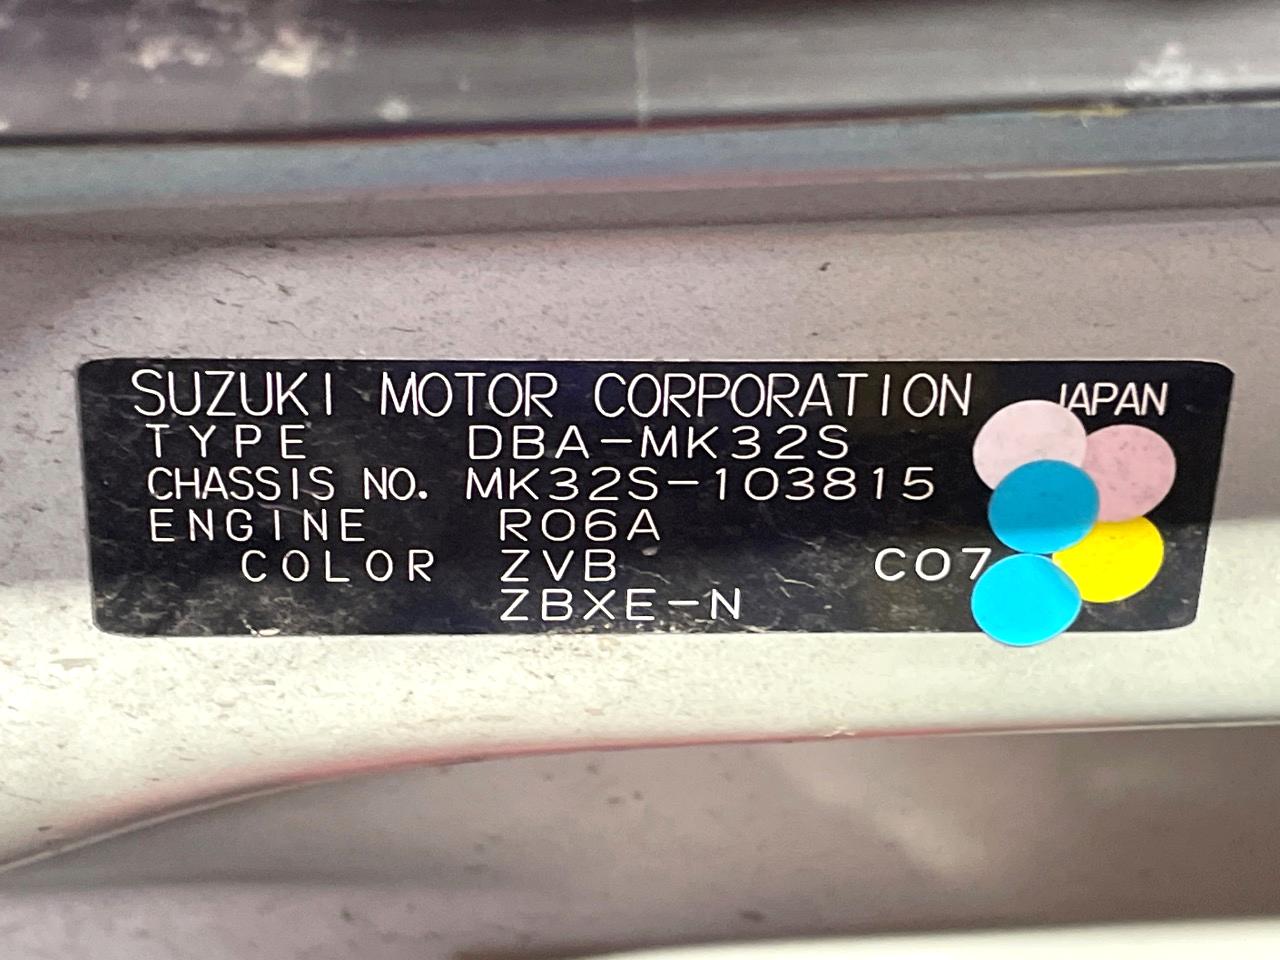 SUZUKI MOTOR CORPORATION JAPAN
TYPE DBA-MK32S
CHASSIS NO. MK32S-103815
ENGINE R06A
COLOR ZVB C07
ZBXE-N